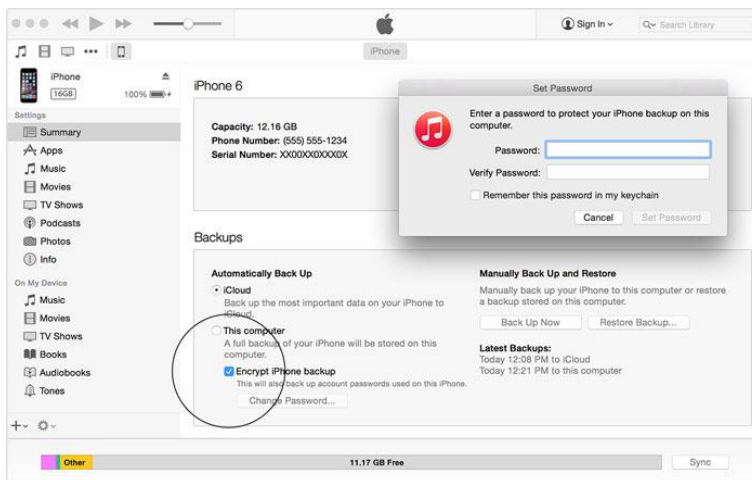 Sign In
Search Library
iPhone
iPhone
16GB
100%
Settings
Summary
Apps
Music
Movies
TV Shows
Podcasts
Photos
Info
On My Device
Music
Movies
TV Shows
Books
Audiobooks
Tones
iPhone 6
Capacity: 12.16 GB
Phone Number: (555) 555-1234
Serial Number: XX00XX0XXX0X
Set Password
Enter a password to protect your iPhone backup on this
computer.
Password:
Verify Password:
Remember this password in my keychain
Cancel
Set Password
Backups
Automatically Back Up
iCloud
Back up the most important data on your iPhone to
iCloud.
This computer
A full backup of your iPhone will be stored on this
computer.
Encrypt iPhone backup
This will also back up account passwords used on this iPhone.
Change Password...
Manually Back Up and Restore
Manually back up your iPhone to this computer or restore
a backup stored on this computer.
Back Up Now
Restore Backup...
Latest Backups:
Today 12:08 PM to iCloud
Today 12:21 PM to this computer
Other
11.17 GB Free
Sync